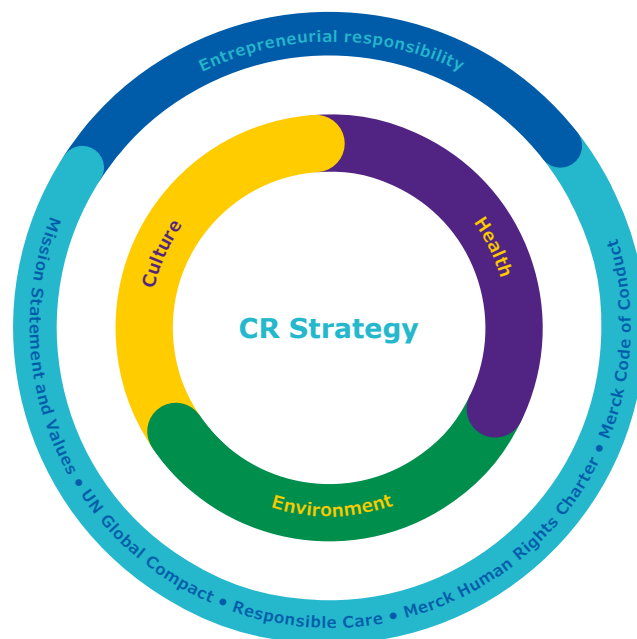 Entrepreneurial responsibility
Culture
Health
CR Strategy
Environment
Mission Statement and Values • UN Global Compact • Responsible Care • Merck Human Rights Charter • Merck Code of Conduct